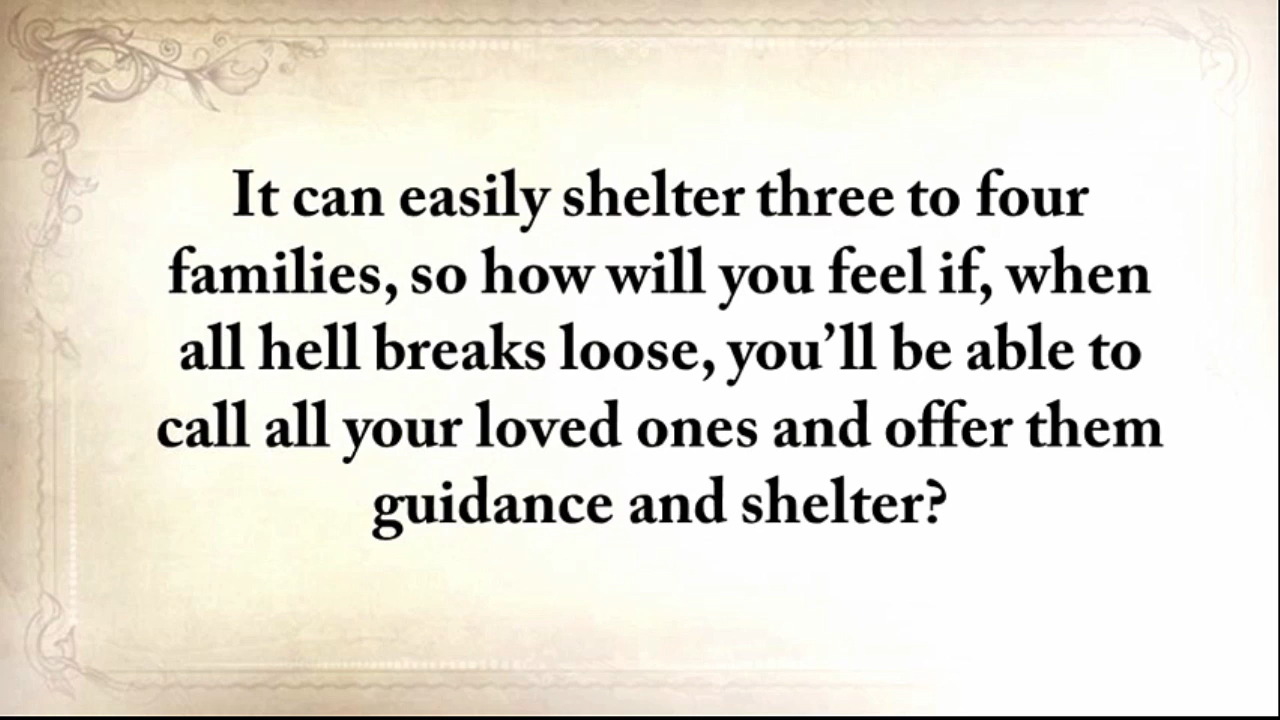 It can easily shelter three to four
families, so how will you feel if, when
all hell breaks loose, you’ll be able to
call all your loved ones and offer them
guidance and shelter?